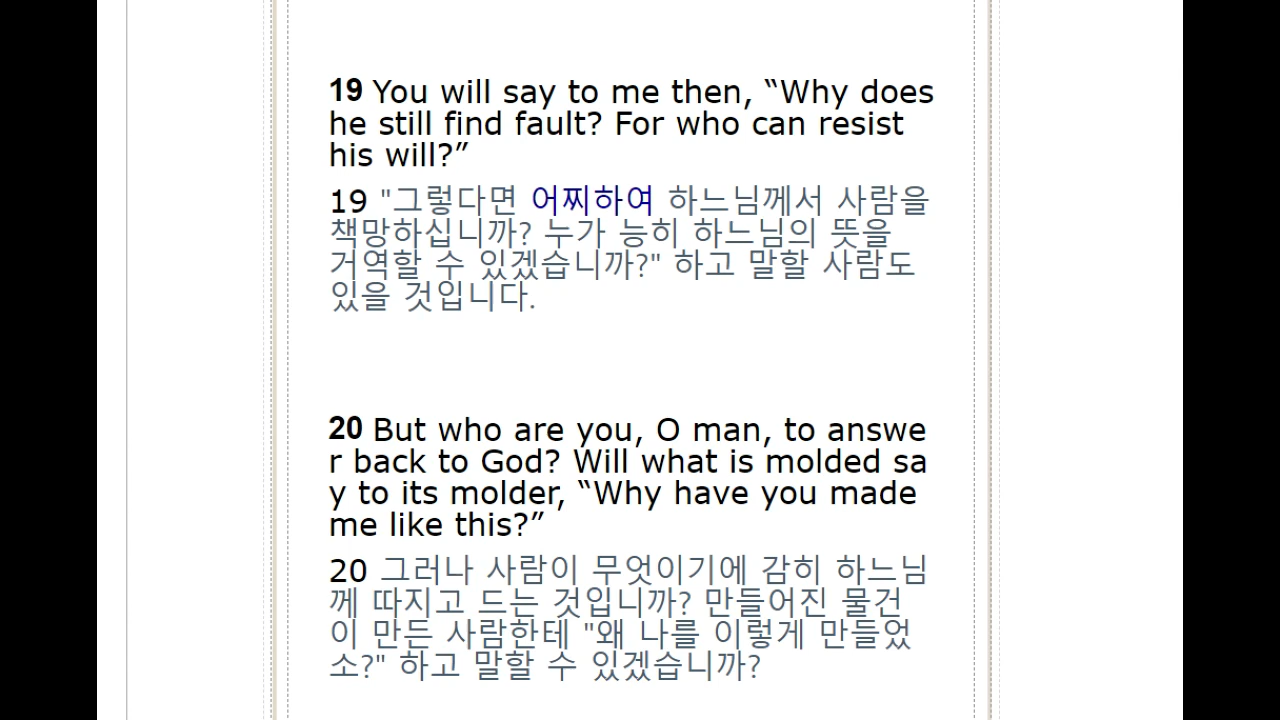 19 You will say to me then, “Why does
he still find fault? For who can resist
his will?”
19 "그렇다면 어찌하여 하느님께서 사람을
책망하십니까? 누가 능히 하느님의 뜻을
거역할 수 있겠습니까?" 하고 말할 사람도
있을 것입니다.
20 But who are you, O man, to answe
r back to God? Will what is molded sa
y to its molder, “Why have you made
me like this?”
20 그러나 사람이 무엇이기에 감히 하느님
께 따지고 드는 것입니까? 만들어진 물건
이 만든 사람한테 "왜 나를 이렇게 만들었
소?" 하고 말할 수 있겠습니까?